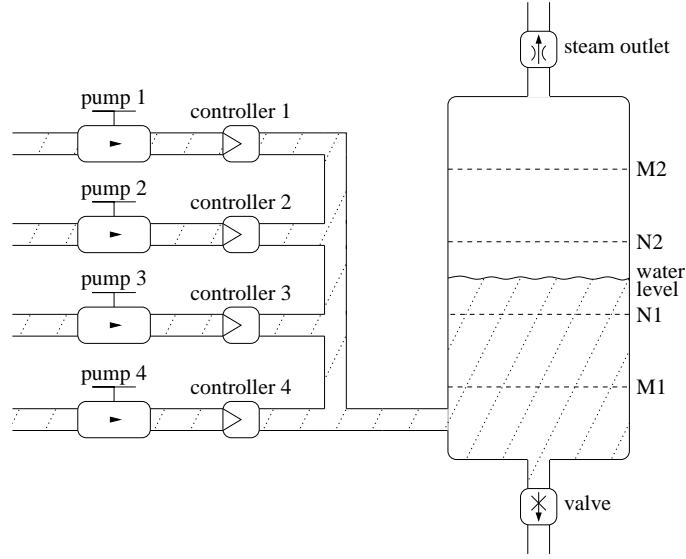 steam outlet
pump 1
controller 1
M2
pump 2
controller 2
N2
water
level
pump 3
controller 3
N1
pump 4
controller 4
M1
valve